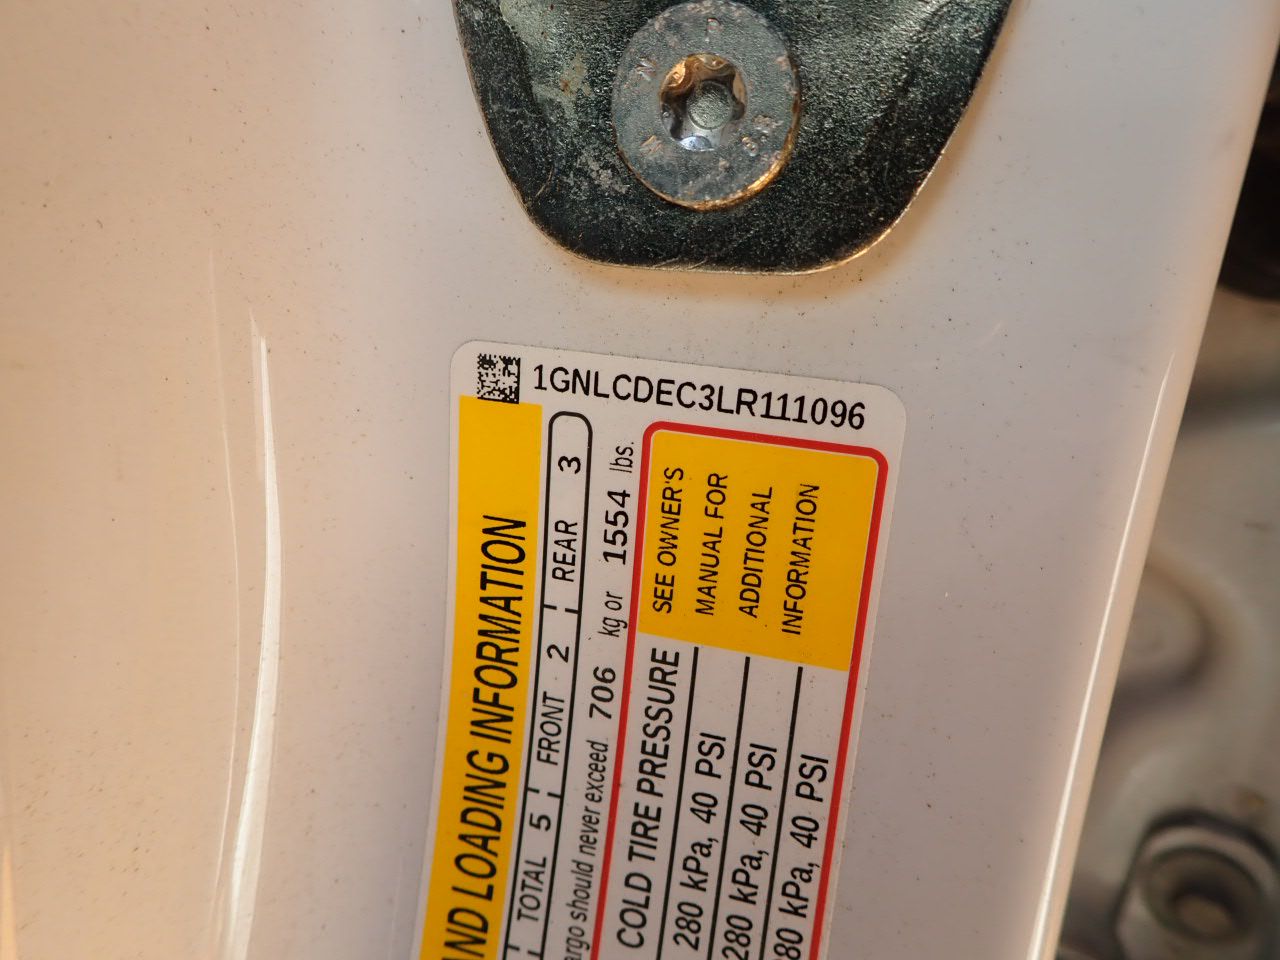 1GNLCDEC3LR111096
AND LOADING INFORMATION
TOTAL 5 FRONT 2 REAR 3
cargo should never exceed 706 kg or 1554 lbs.
COLD TIRE PRESSURE
280 kPa, 40 PSI
280 kPa, 40 PSI
280 kPa, 40 PSI
SEE OWNER'S
MANUAL FOR
ADDITIONAL
INFORMATION